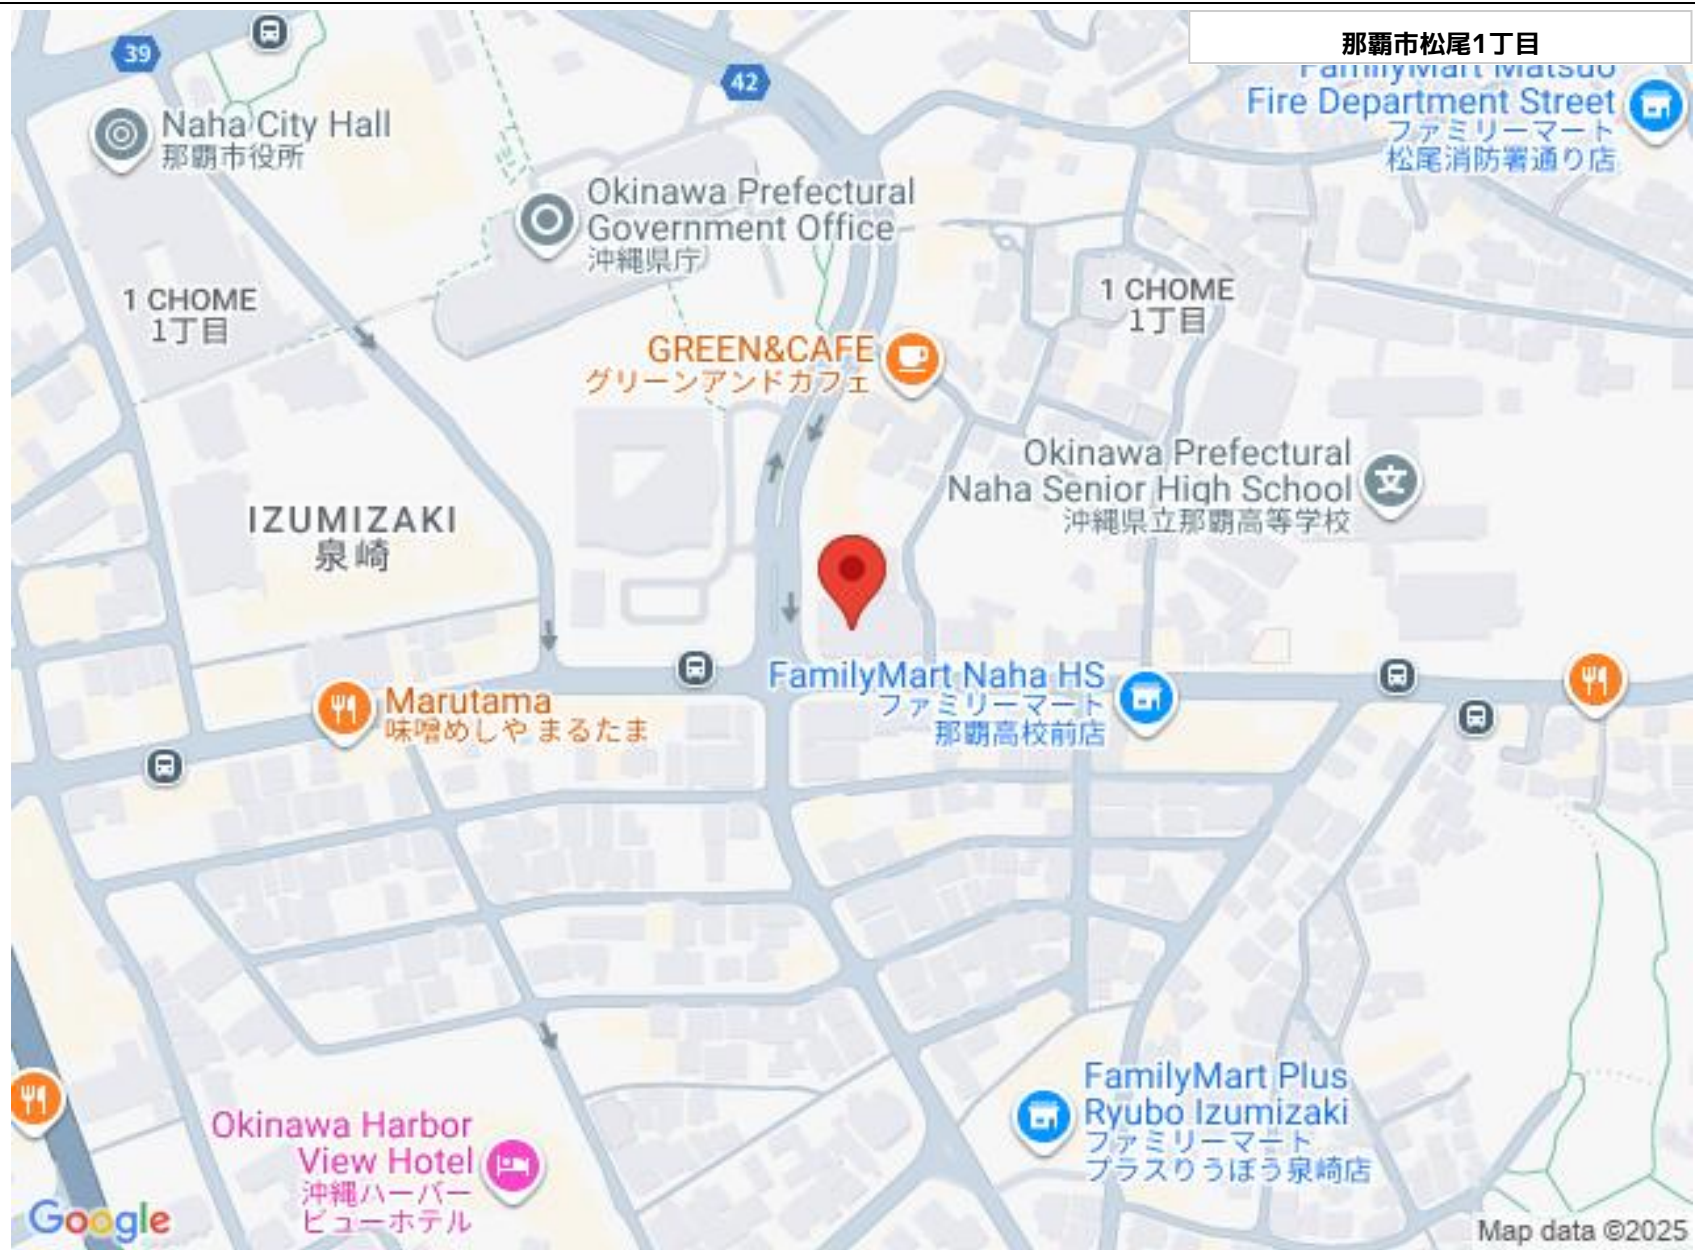 那覇市松尾1丁目
39
42
FamilyMart Matsuo
Fire Department Street
ファミリーマート
松尾消防署通り店
Naha City Hall
那覇市役所
Okinawa Prefectural
Government Office
沖縄県庁
1 CHOME
1丁目
1 CHOME
1丁目
GREEN&CAFE
グリーンアンドカフェ
Okinawa Prefectural
Naha Senior High School
沖縄県立那覇高等学校
文
IZUMIZAKI
泉崎
FamilyMart Naha HS
ファミリーマート
那覇高校前店
Marutama
味噌めしや まるたま
FamilyMart Plus
Ryubo Izumizaki
ファミリーマート
プラスりうぼう泉崎店
Okinawa Harbor
View Hotel
沖縄ハーバー
ビューホテル
Google
Map data ©2025